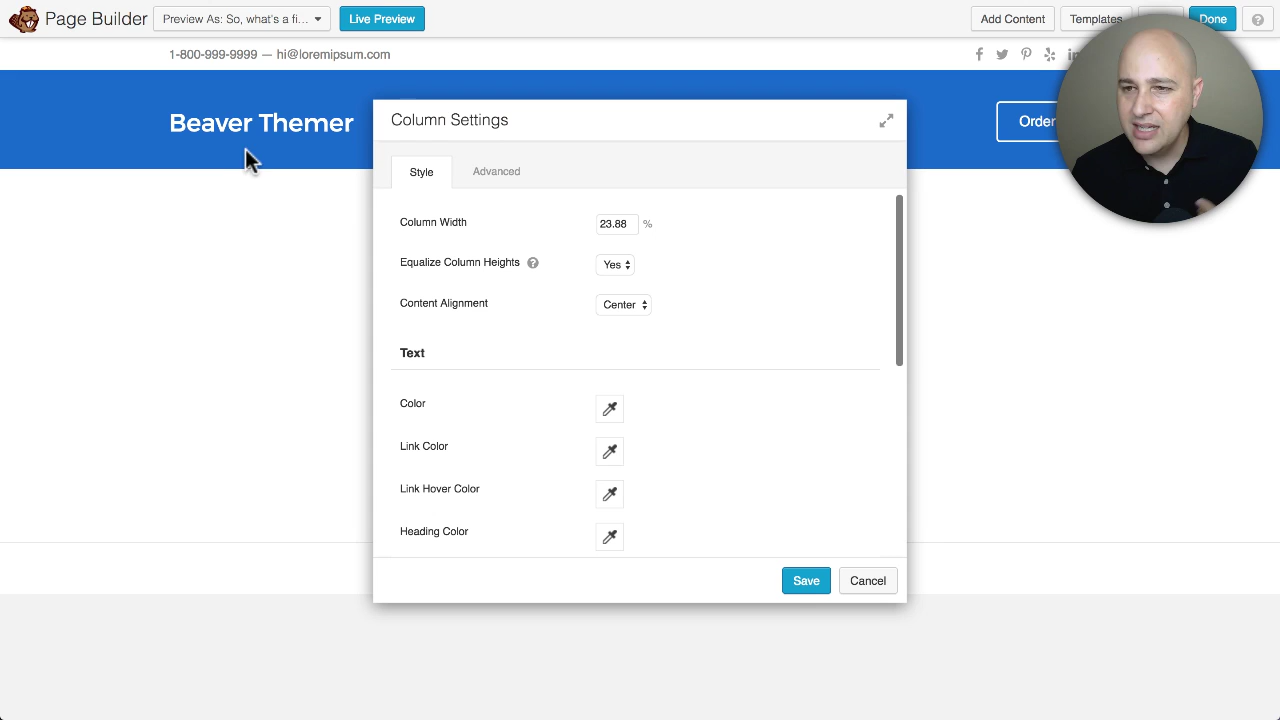 Page Builder
Preview As: So, what's a fi...
Live Preview
Add Content
Templates
Done
?
1-800-999-9999 — hi@loremipsum.com
Beaver Themer
Order
Column Settings
Style
Advanced
Column Width
23.88
%
Equalize Column Heights
?
Yes
Content Alignment
Center
Text
Color
Link Color
Link Hover Color
Heading Color
Save
Cancel